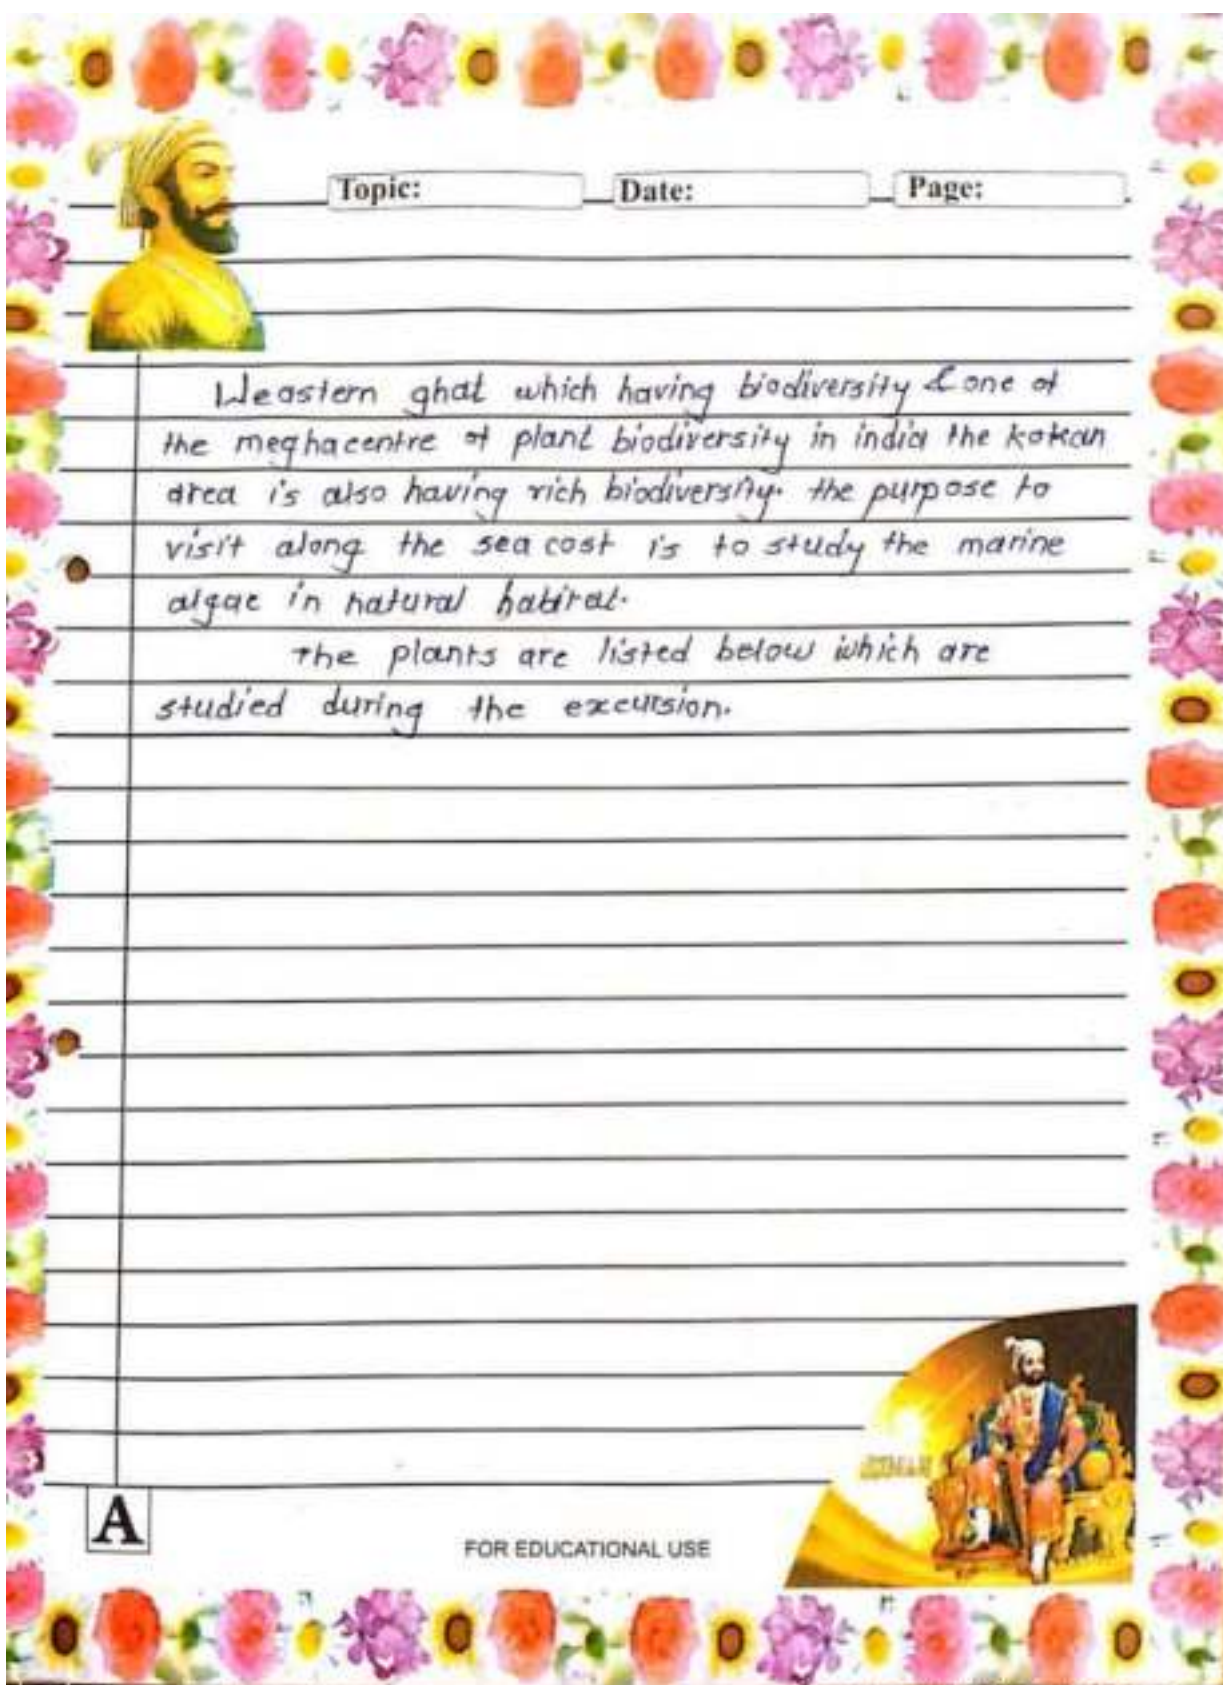 Topic: Date: Page:
Weastern ghat which having biodiversity & one of
the meghacentre of plant biodiversity in india the kokan
area is also having rich biodiversity. the purpose to
visit along the sea cost is to study the marine
algae in natural habital.
The plants are listed below which are
studied during the excursion.
A
FOR EDUCATIONAL USE